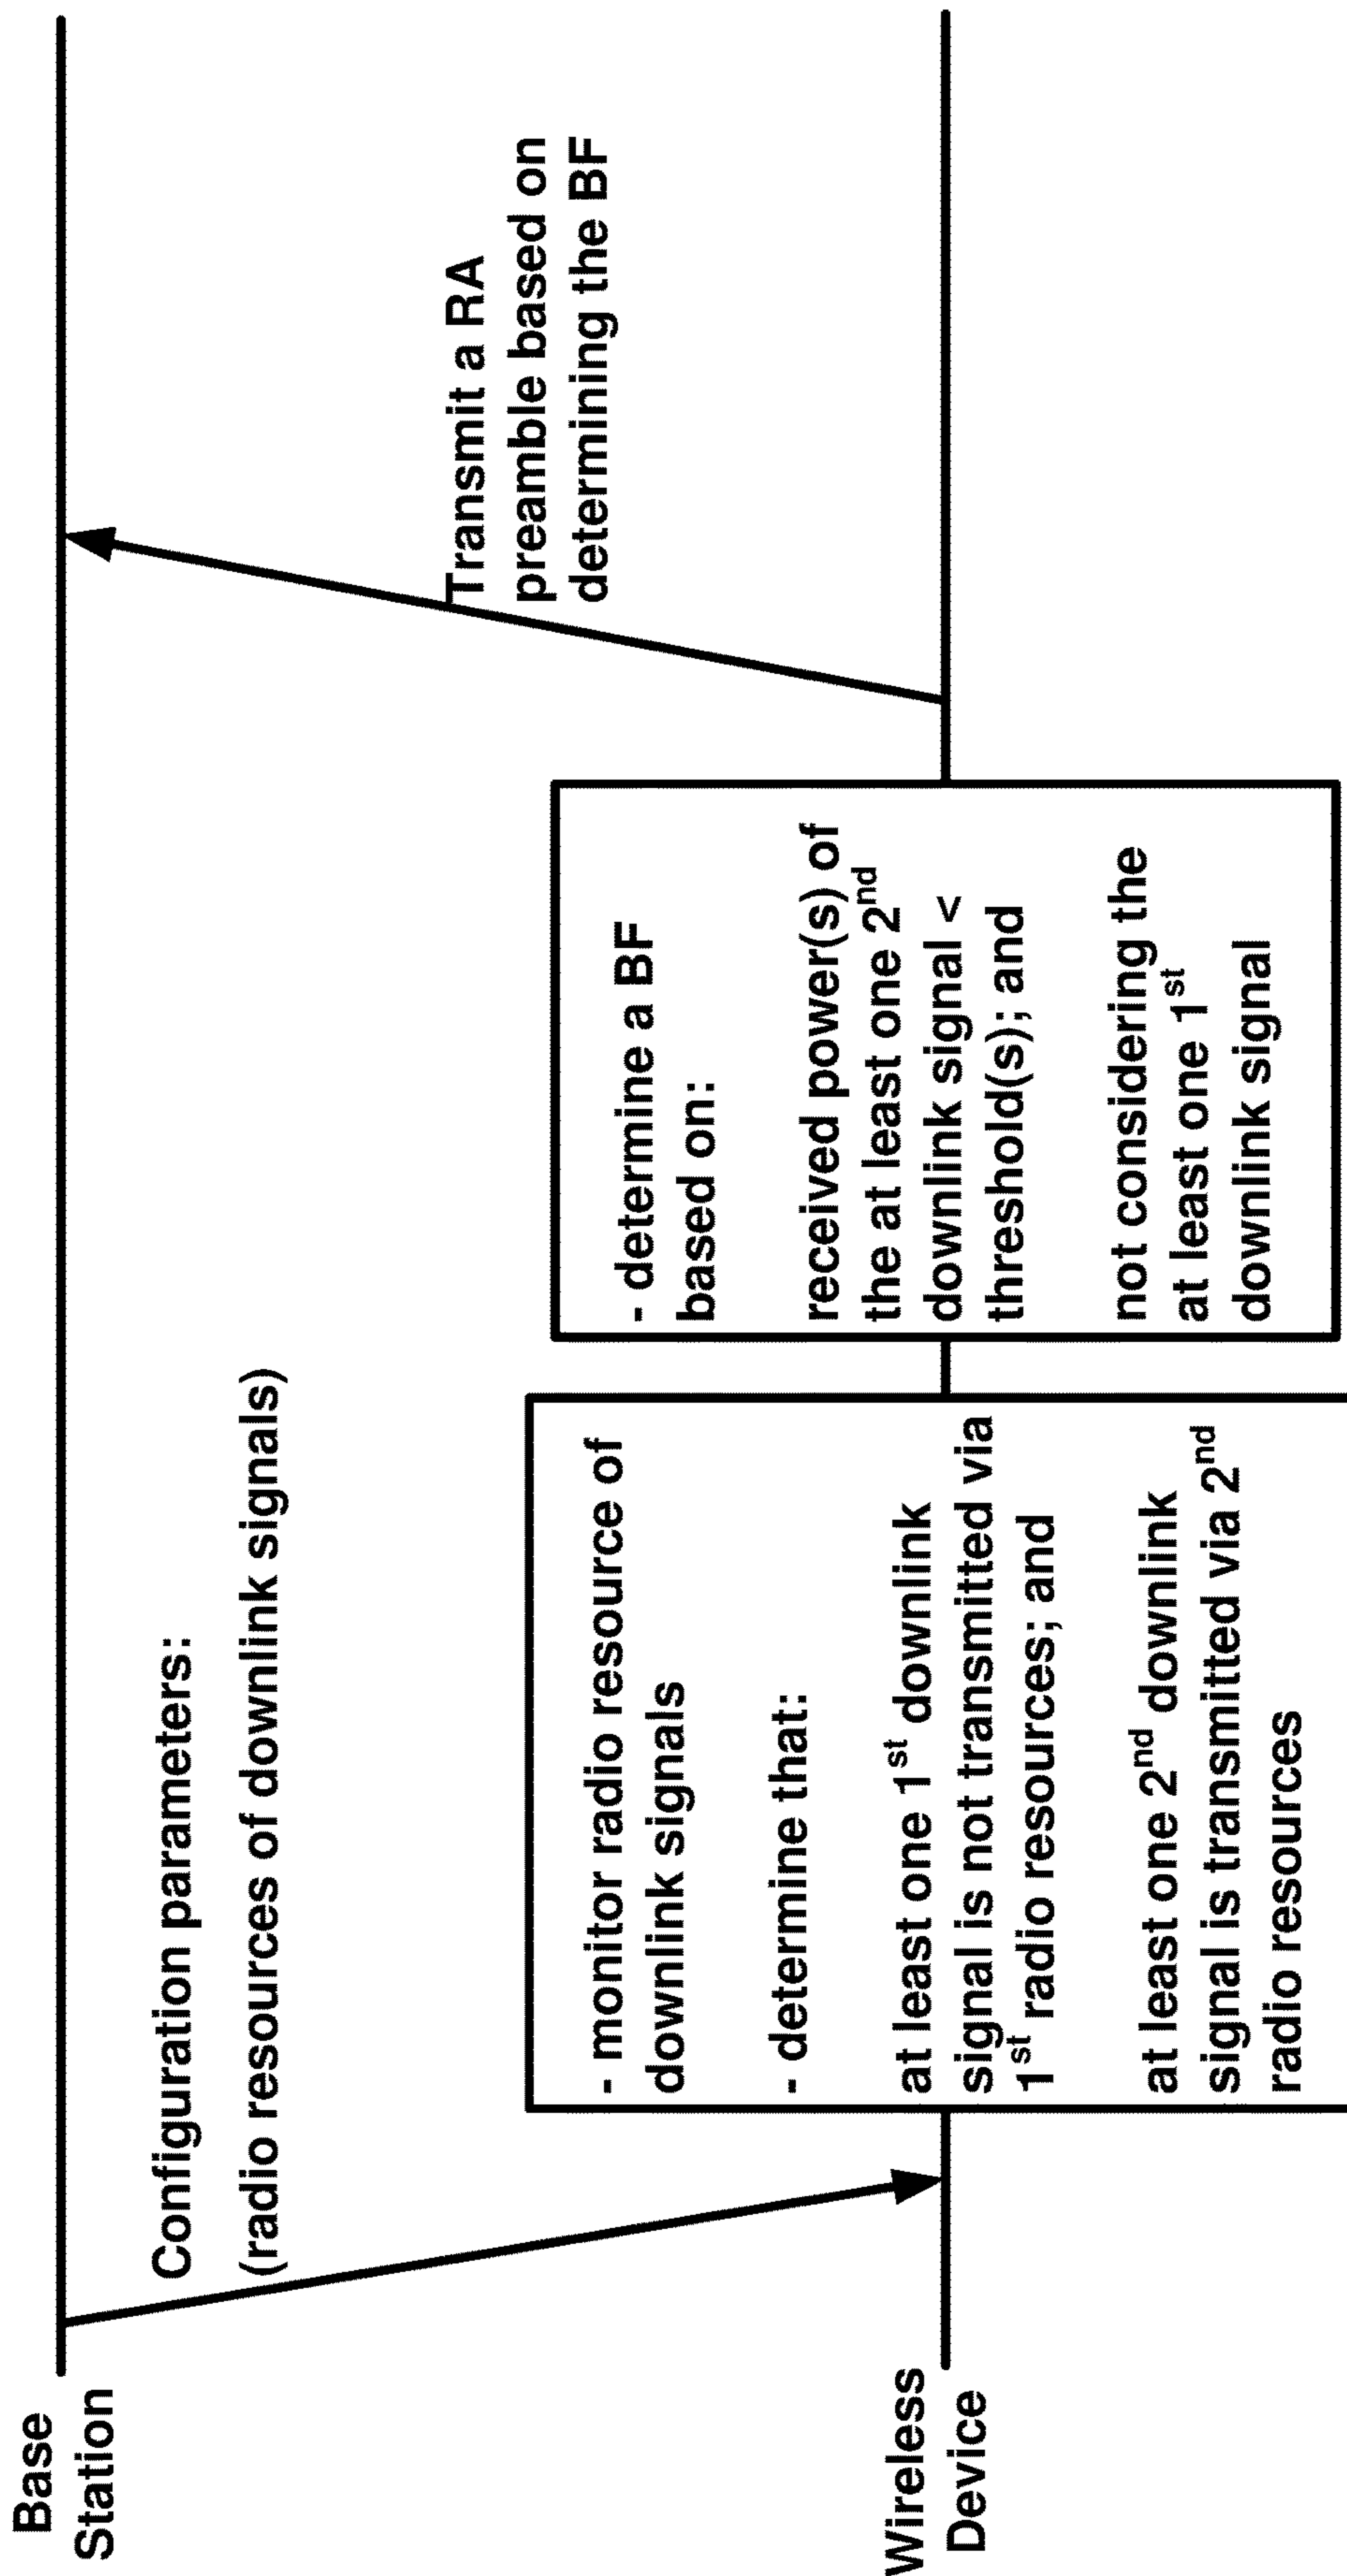 Base
Station
Configuration parameters:
(radio resources of downlink signals)
Transmit a RA
preamble based on
determining the BF
Wireless
Device
- monitor radio resource of
downlink signals
- determine that:
at least one 1st downlink
signal is not transmitted via
1st radio resources; and
at least one 2nd downlink
signal is transmitted via 2nd
radio resources
- determine a BF
based on:
received power(s) of
the at least one 2nd
downlink signal <
threshold(s); and
not considering the
at least one 1st
downlink signal